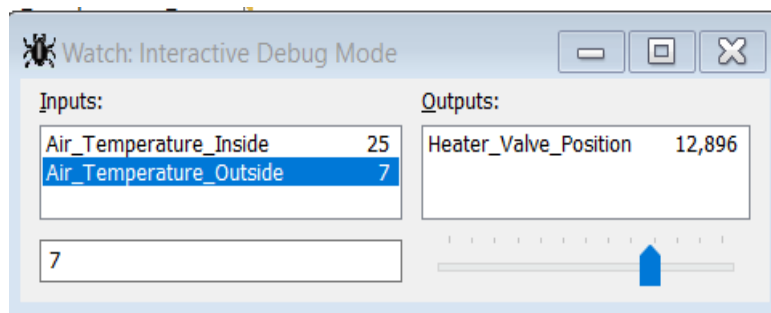 Watch: Interactive Debug Mode
Inputs:
Outputs:
Air_Temperature_Inside 25
Heater_Valve_Position 12,896
Air_Temperature_Outside 7
7